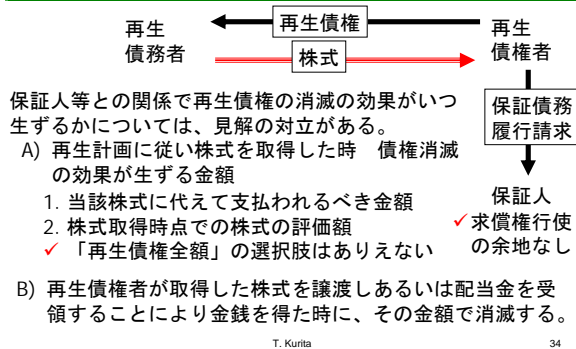 再生
債務者
再生債権
株式
再生
債権者
保証債務
履行請求
保証人
✓求償権行使
の余地なし
保証人等との関係で再生債権の消滅の効果がいつ
生ずるかについては、見解の対立がある。
A) 再生計画に従い株式を取得した時　債権消滅
の効果が生ずる金額
1. 当該株式に代えて支払われるべき金額
2. 株式取得時点での株式の評価額
✓ 「再生債権全額」の選択肢はありえない
B) 再生債権者が取得した株式を譲渡しあるいは配当金を受
領することにより金銭を得た時に、その金額で消滅する。
T. Kurita
34